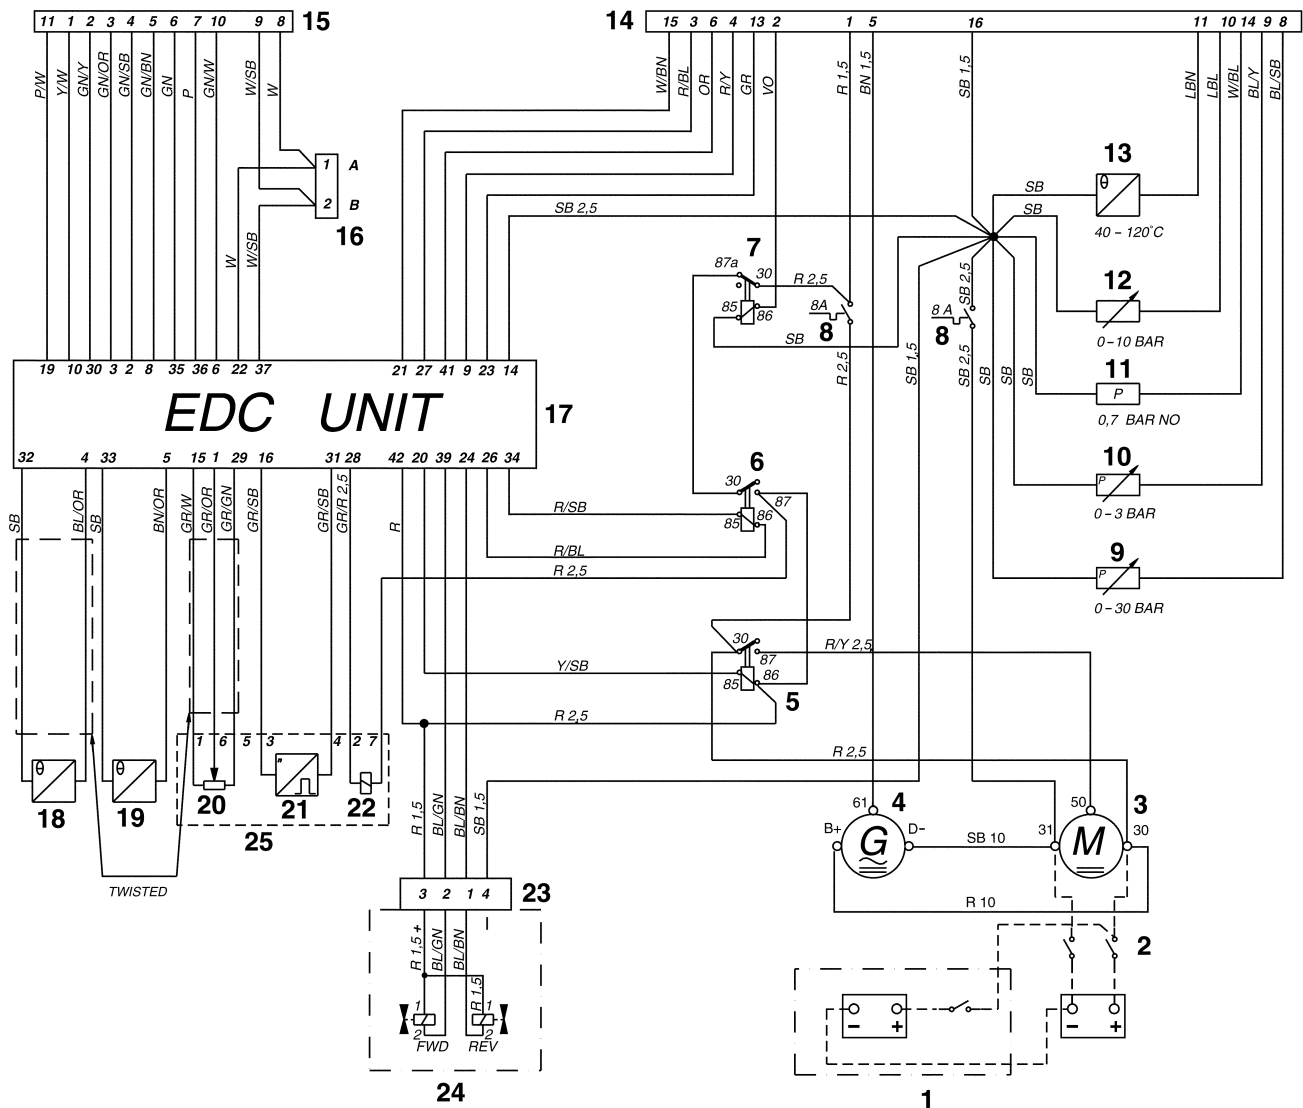 11 1 2 3 4 5 6 7 10 9 8 15
14 15 3 6 4 13 2 1 5 16 11 10 14 9 8
P/W Y/W GN/Y GN/OR GN/SB GN/BN GN P GN/W W/SB W
W/BN R/BL OR R/Y GR VO R 1,5 BN 1,5 SB 1,5 LBN LBL W/BL BL/Y BL/SB
1 A
2 B
16
W W/SB
13
θ
SB
SB
40 – 120°C
SB 2,5
7
87a 30
R 2,5
85 86
8A
8
SB
R 2,5
SB 1,5
SB 2,5
8 A
8
SB 2,5
SB SB SB
12
0 – 10 BAR
11
P
0,7 BAR NO
10
P
0 – 3 BAR
9
P
0 – 30 BAR
19 10 30 3 2 8 35 36 6 22 37 21 27 41 9 23 14
EDC UNIT
17
32 4 33 5 15 1 29 16 31 28 42 20 39 24 26 34
SB BL/OR SB BN/OR GR/W GR/OR GR/GN GR/SB GR/SB GR/R 2,5 R
6
30 87
85 86
R/SB
R/BL
R 2,5
30
87
R/Y 2,5
85 86
5
Y/SB
R 2,5
R 2,5
1 6 5 3 4 2 7
θ
18
θ
19
20
"
21
22
25
TWISTED
R 1,5 BL/GN BL/BN SB 1,5
3 2 1 4
23
R 1,5 + BL/GN BL/BN –
R 1,5
1 1
2 2
FWD REV
24
61
4
B+ D–
G
SB 10
50
3
31 30
M
R 10
2
– +
– +
1